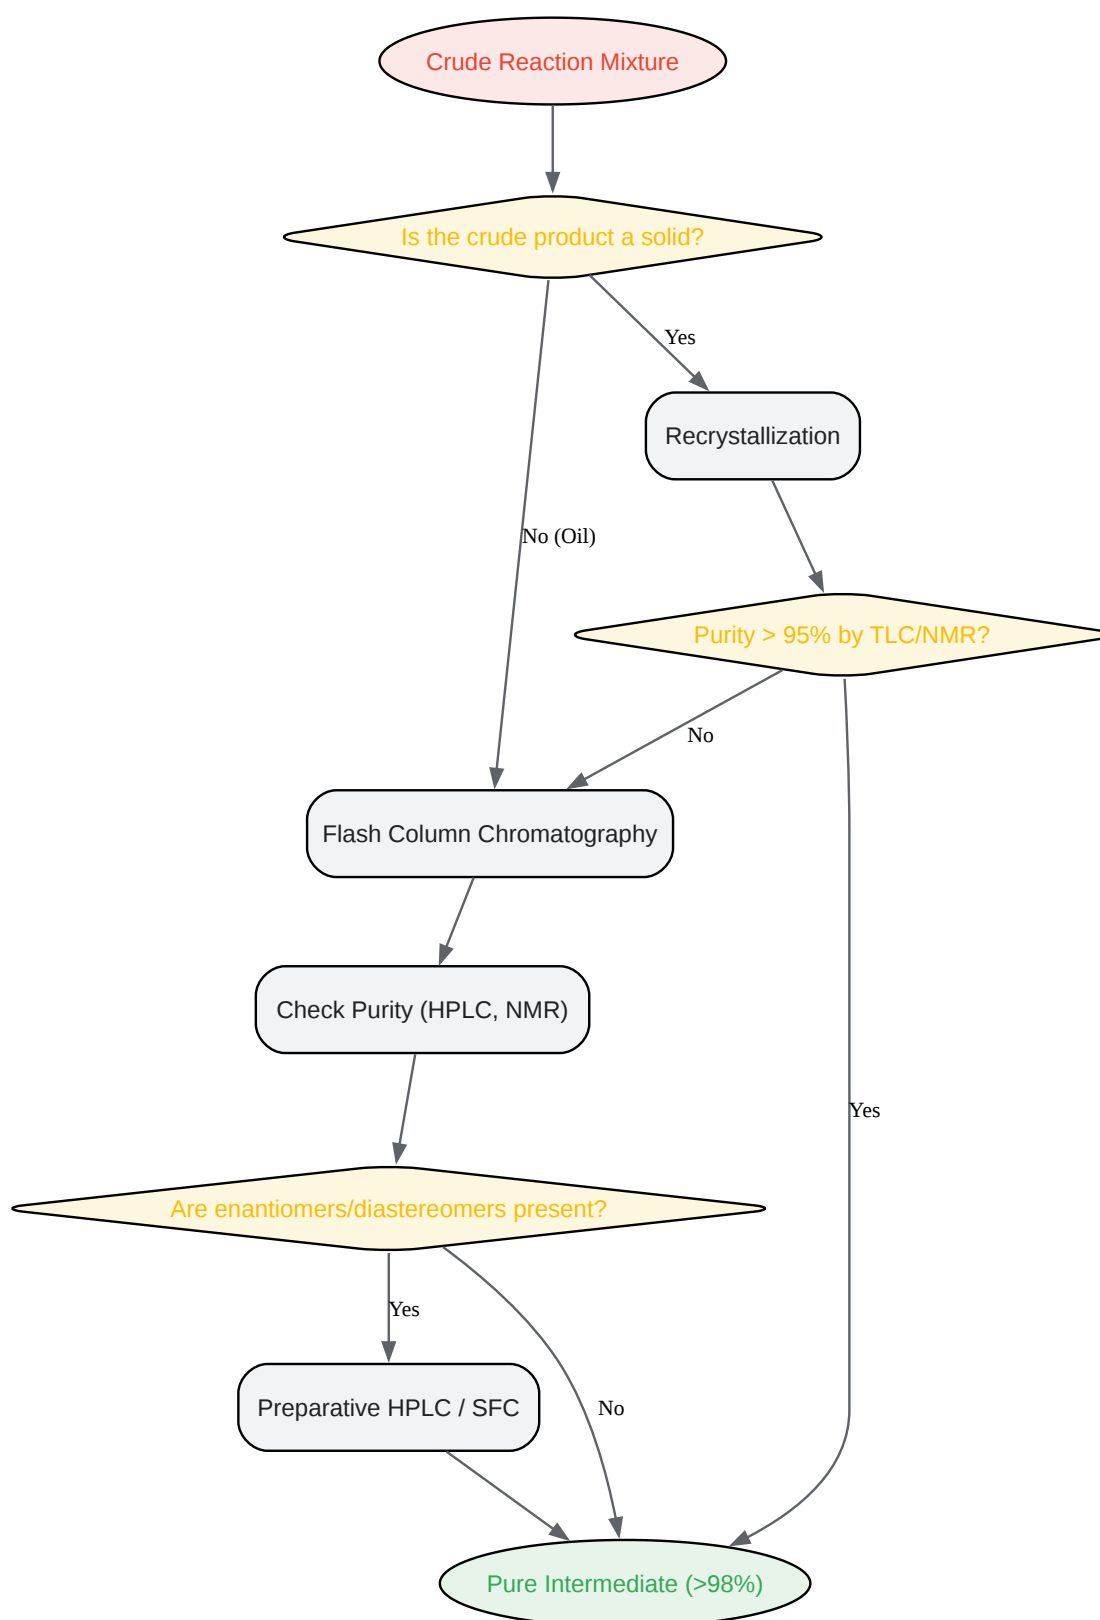 Crude Reaction Mixture
Is the crude product a solid?
Yes
Recrystallization
No (Oil)
Purity > 95% by TLC/NMR?
No
Flash Column Chromatography
Check Purity (HPLC, NMR)
Yes
Are enantiomers/diastereomers present?
Yes
Preparative HPLC / SFC
No
Pure Intermediate (>98%)